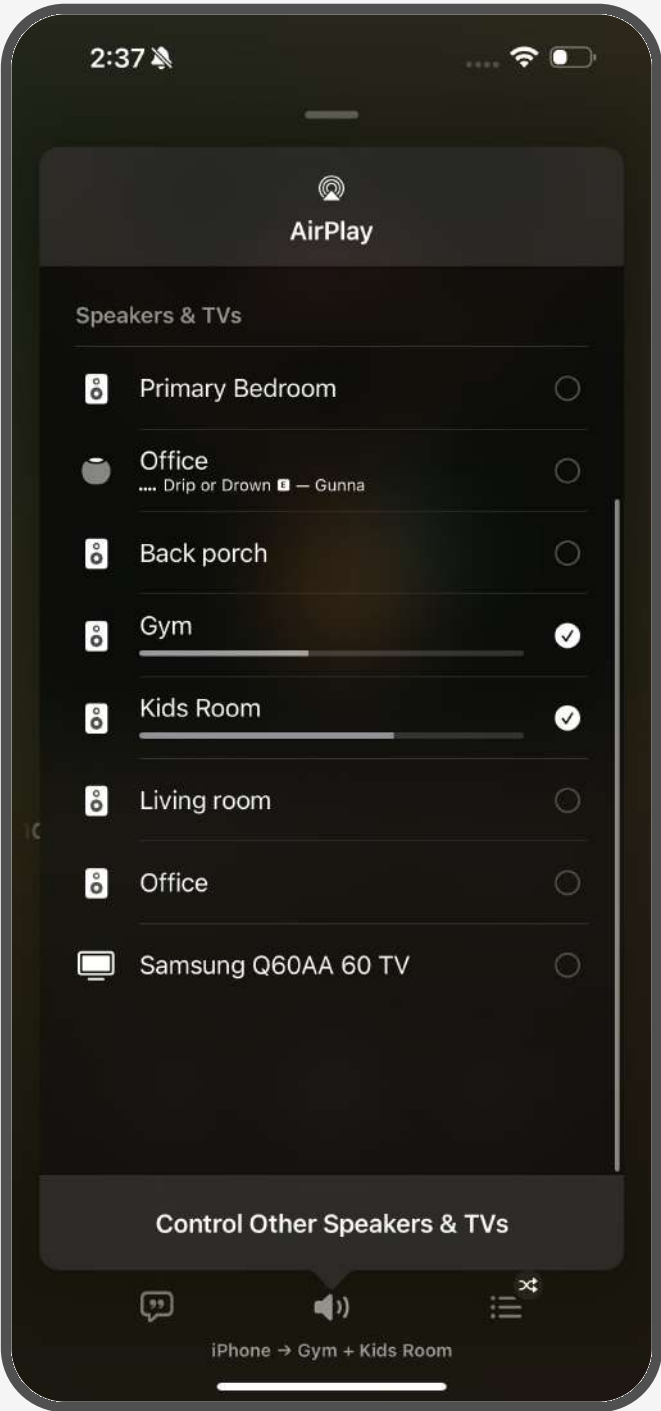 2:37
AirPlay
Speakers & TVs
Primary Bedroom
Office
Drip or Drown E — Gunna
Back porch
Gym
Kids Room
Living room
Office
Samsung Q60AA 60 TV
Control Other Speakers & TVs
iPhone → Gym + Kids Room